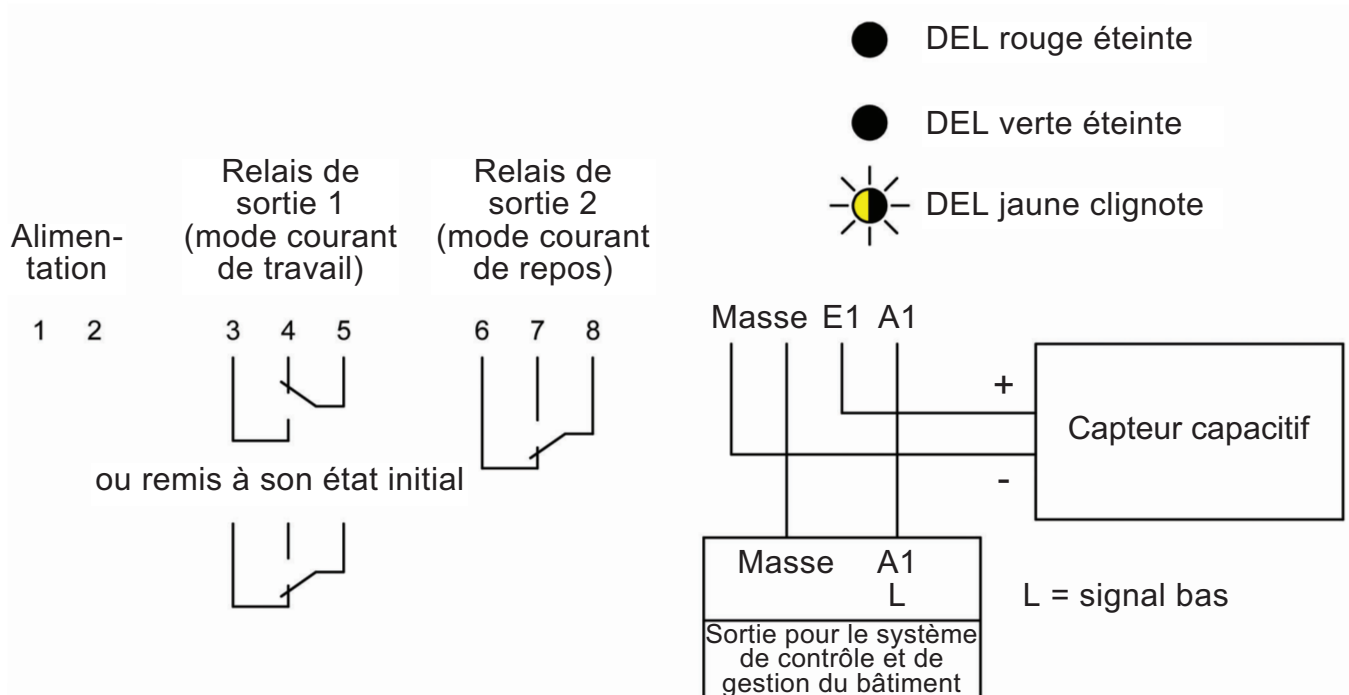 DEL rouge éteinte
DEL verte éteinte
DEL jaune clignote
Alimen-
tation
1 2
Relais de
sortie 1
(mode courant
de travail)
3 4 5
Relais de
sortie 2
(mode courant
de repos)
6 7 8
ou remis à son état initial
Masse E1 A1
+
-
Capteur capacitif
Masse A1
L
L = signal bas
Sortie pour le système
de contrôle et de
gestion du bâtiment